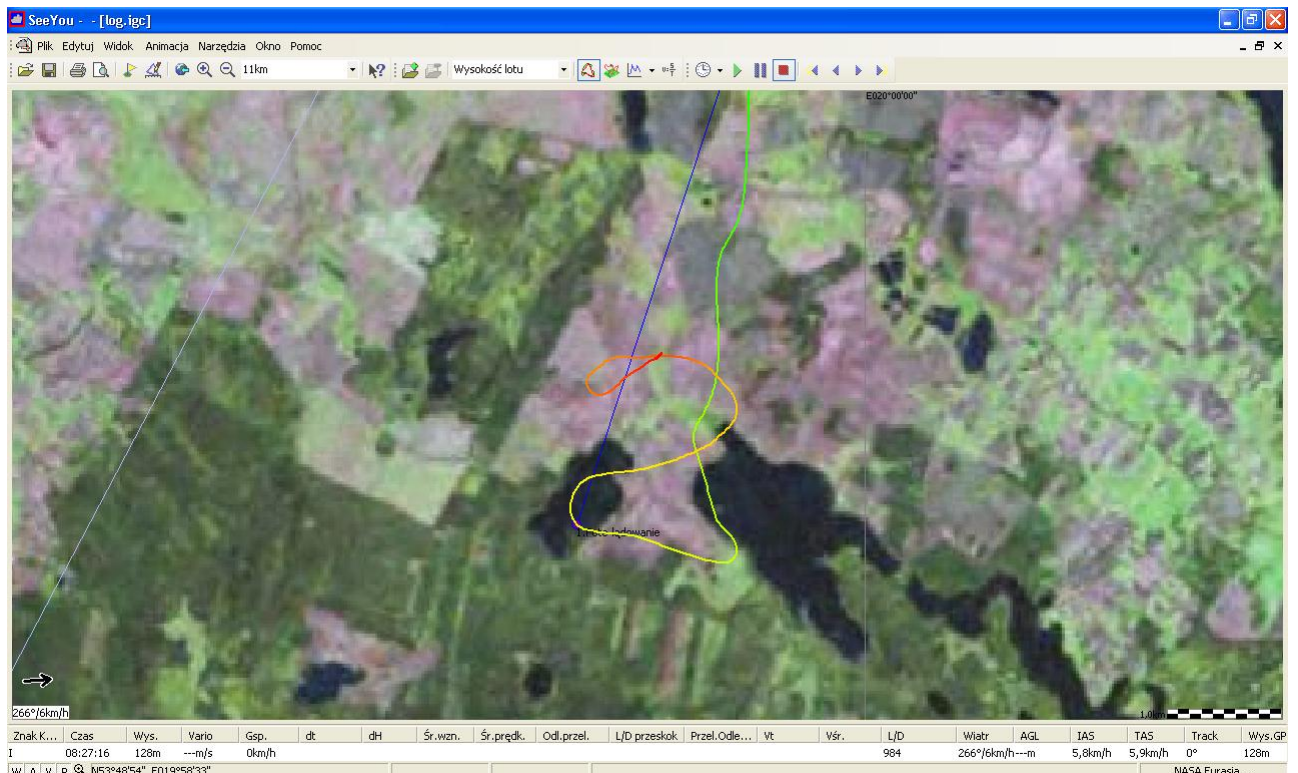 SeeYou - - [log.igc]
Plik Edytuj Widok Animacja Narzędzia Okno Pomoc
11km Wysokość lotu
E020°00'00"
lądowanie
266°/6km/h
1,0km
Znak K... Czas Wys. Vario Gsp. dt dH Śr.wzn. Śr.prędk. Odl.przel. L/D przeskok Przel.Odle... Vt Vśr. L/D Wiatr AGL IAS TAS Track Wys.GP
I 08:27:16 128m ---m/s 0km/h 984 266°/6km/h ---m 5,8km/h 5,9km/h 0° 128m
W A V R N53°48'54" E019°58'33" NASA Eurasia